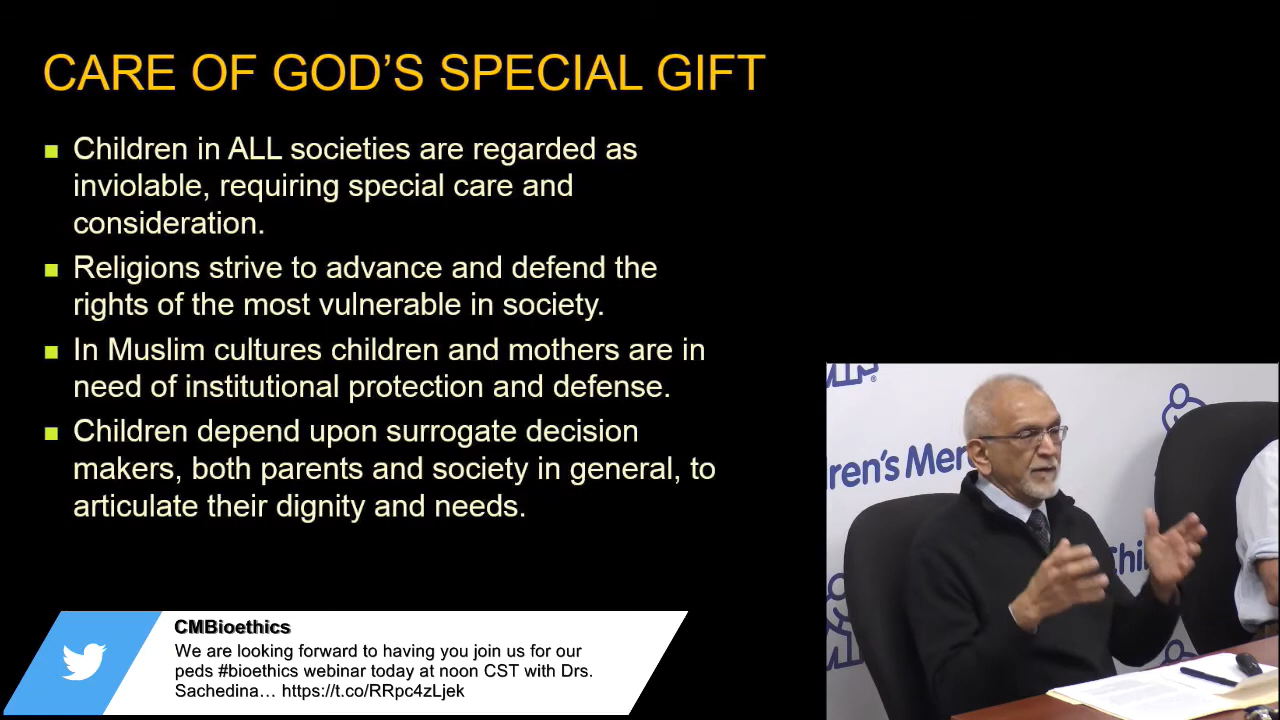 CARE OF GOD'S SPECIAL GIFT
Children in ALL societies are regarded as
inviolable, requiring special care and
consideration.
Religions strive to advance and defend the
rights of the most vulnerable in society.
In Muslim cultures children and mothers are in
need of institutional protection and defense.
Children depend upon surrogate decision
makers, both parents and society in general, to
articulate their dignity and needs.
ren's Mer
Chi
CMBioethics
We are looking forward to having you join us for our
peds #bioethics webinar today at noon CST with Drs.
Sachedina… https://t.co/RRpc4zLjek